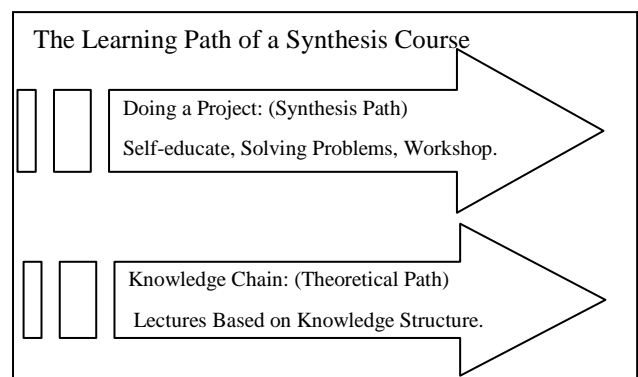 The Learning Path of a Synthesis Course
Doing a Project: (Synthesis Path)
Self-educate, Solving Problems, Workshop.
Knowledge Chain: (Theoretical Path)
Lectures Based on Knowledge Structure.